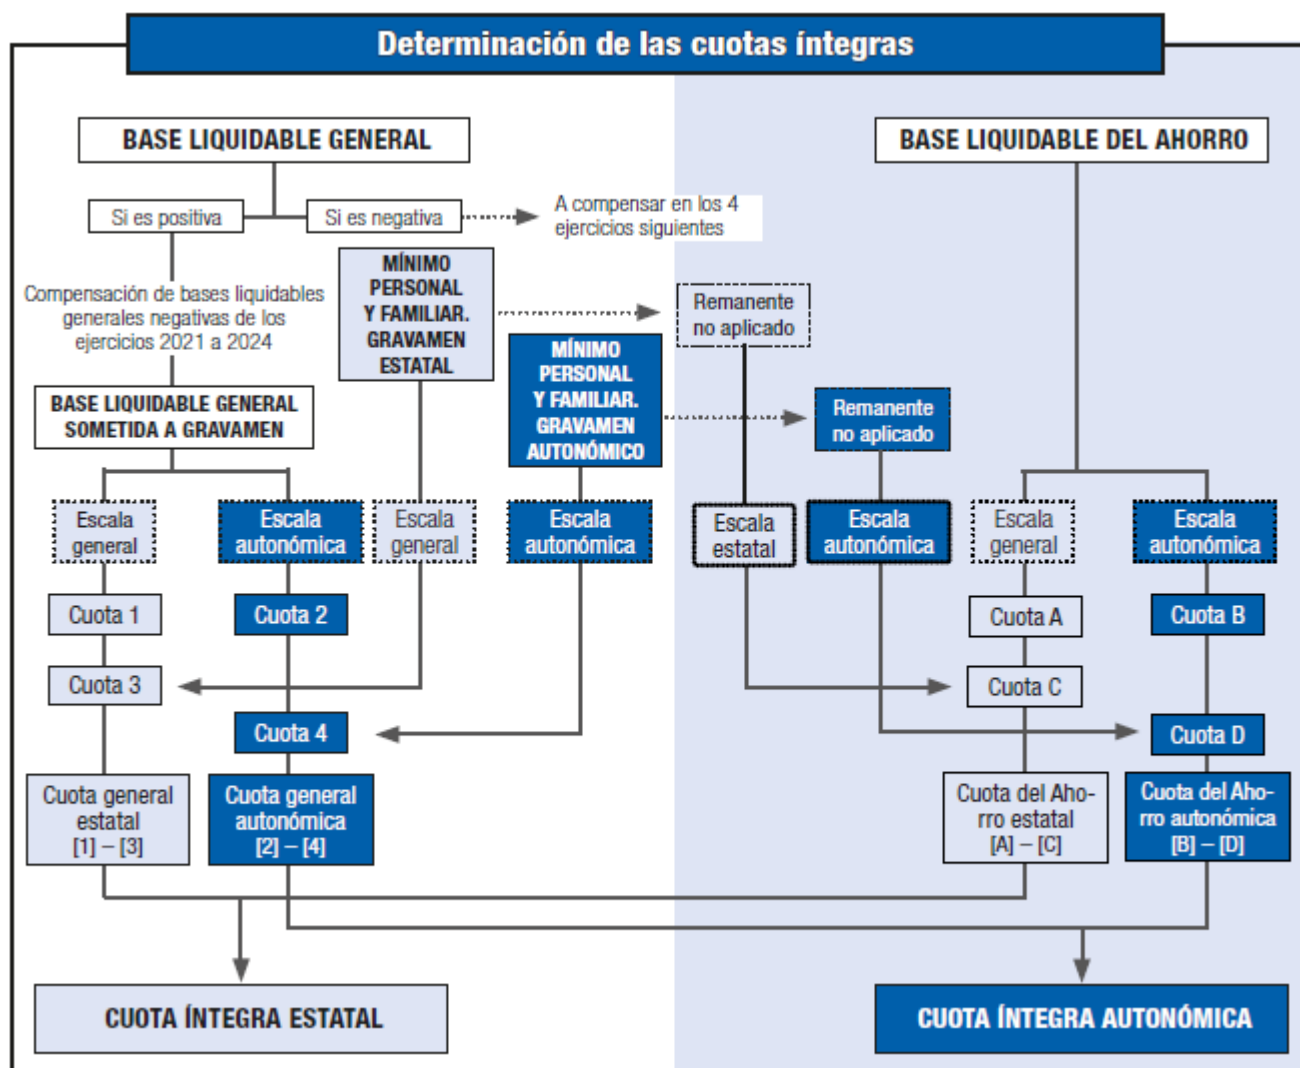 Determinación de las cuotas íntegras
BASE LIQUIDABLE GENERAL
BASE LIQUIDABLE DEL AHORRO
Si es positiva
Si es negativa
A compensar en los 4
ejercicios siguientes
Compensación de bases liquidables
generales negativas de los
ejercicios 2021 a 2024
MÍNIMO
PERSONAL
Y FAMILIAR.
GRAVAMEN
ESTATAL
Remanente
no aplicado
MÍNIMO
PERSONAL
Y FAMILIAR.
GRAVAMEN
AUTONÓMICO
Remanente
no aplicado
BASE LIQUIDABLE GENERAL
SOMETIDA A GRAVAMEN
Escala
general
Escala
autonómica
Escala
general
Escala
autonómica
Escala
estatal
Escala
autonómica
Escala
general
Escala
autonómica
Cuota 1
Cuota 2
Cuota A
Cuota B
Cuota 3
Cuota C
Cuota 4
Cuota D
Cuota general
estatal
[1] – [3]
Cuota general
autonómica
[2] – [4]
Cuota del Aho-
rro estatal
[A] – [C]
Cuota del Aho-
rro autonómica
[B] – [D]
CUOTA ÍNTEGRA ESTATAL
CUOTA ÍNTEGRA AUTONÓMICA